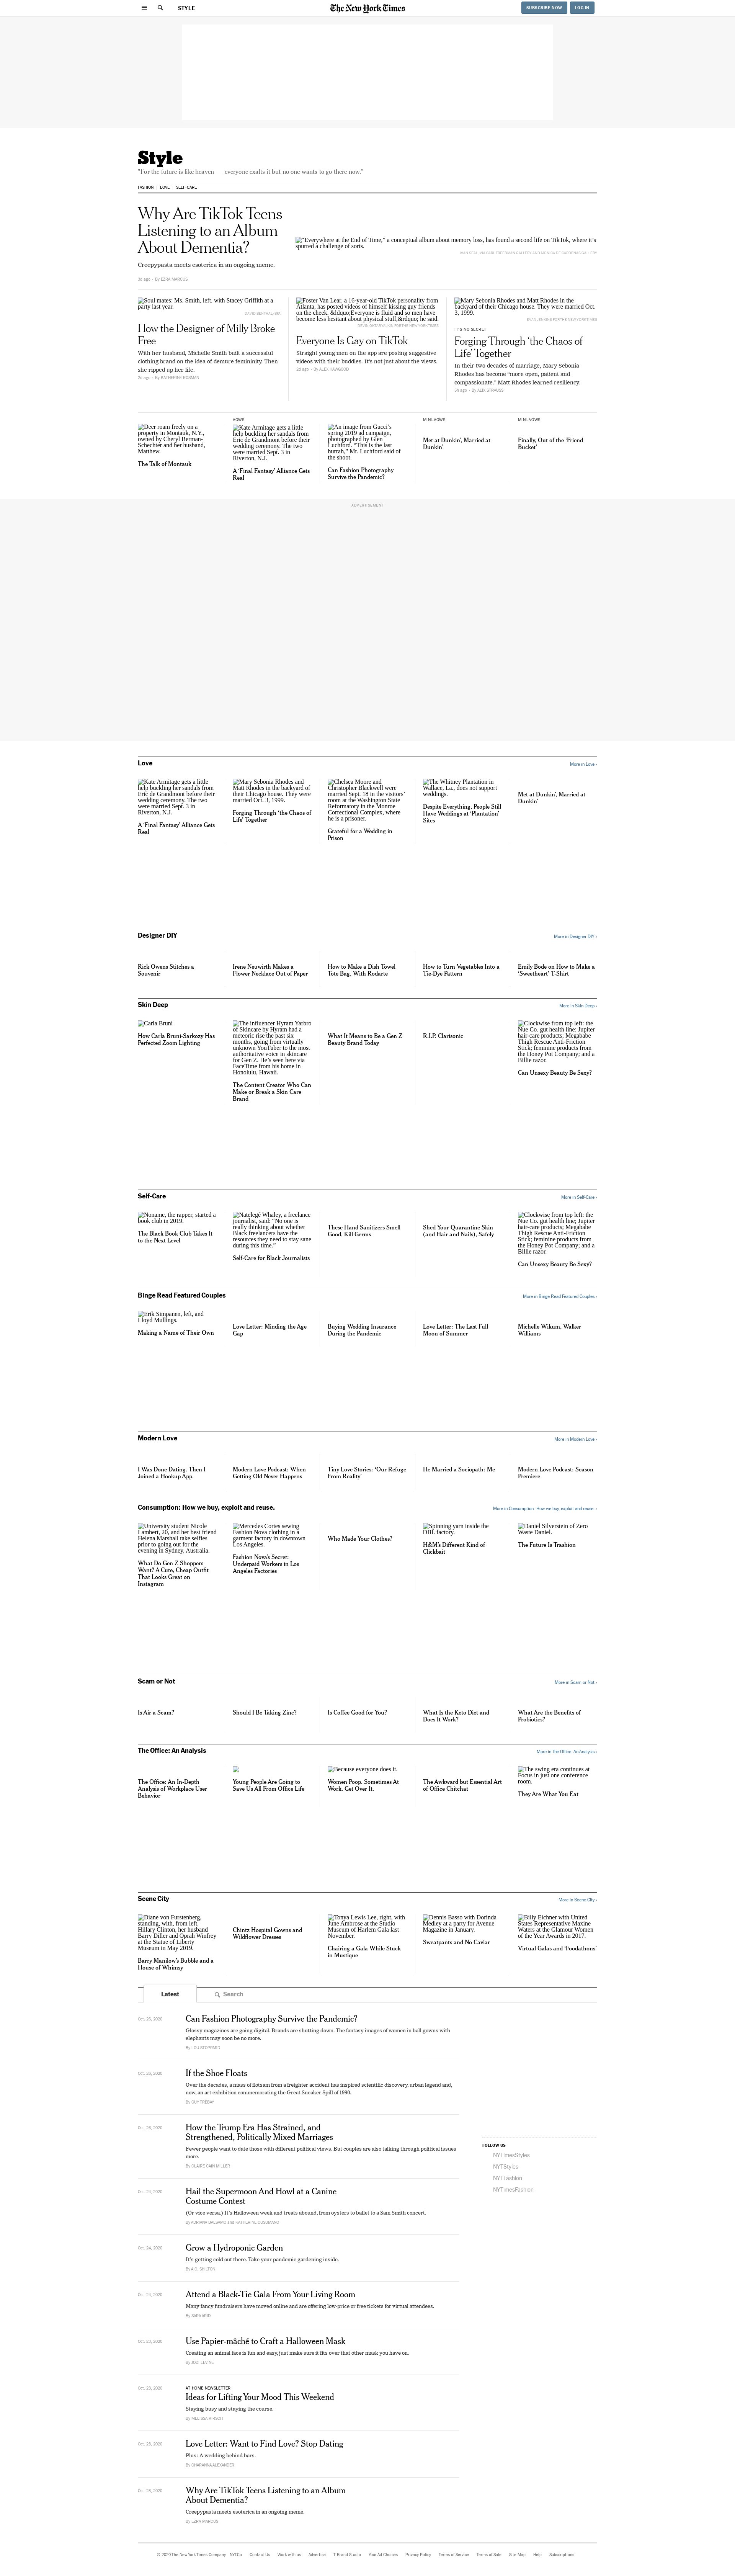 STYLE
The New York Times
SUBSCRIBE NOW
LOG IN
Style
"For the future is like heaven — everyone exalts it but no one wants to go there now."
FASHION
LOVE
SELF-CARE
Why Are TikTok Teens
Listening to an Album
About Dementia?
Creepypasta meets esoterica in an ongoing meme.
By EZRA MARCUS
"Everywhere at the End of Time," a conceptual album about memory loss, has found a second life on TikTok, where it's
spurred a challenge of sorts.
Soul mates: Ms. Smith, left, with Stacey Griffith at a
party last year.
How the Designer of Milly Broke
Free
With her husband, Michelle Smith built a successful
clothing brand on the idea of demure femininity. Then
she ripped her life.
By KATHERINE ROSMAN
Foster Van Lear, a 16-year-old TikTok personality from
Atlanta, has posted videos of himself kissing guy friends
on the cheek. &ldquo;Everyone is fluid and so men have
become less hesitant about physical stuff,&rdquo; he said.
Everyone Is Gay on TikTok
Straight young men on the app are posting suggestive
videos with their buddies. It's not just about the views.
By ALEX HAWGOOD
Mary Sebonia Rhodes and Matt Rhodes in the
backyard of their Chicago home. They were married Oct.
3, 1999.
IT'S NO SECRET
Forging Through 'the Chaos of
Life' Together
In their two decades of marriage, Mary Sebonia
Rhodes has become "more open, patient and
compassionate." Matt Rhodes learned resiliency.
By ALIX STRAUSS
Deer roam freely on a
property in Montauk, N.Y.,
owned by Cheryl Berman-
Schechter and her husband,
Matthew.
The Talk of Montauk
VOWS
Kate Armitage gets a little
help buckling her sandals from
Eric de Grandmont before their
wedding ceremony. The two
were married Sept. 3 in
Riverton, N.J.
A 'Final Fantasy' Alliance Gets
Real
An image from Gucci's
spring 2019 ad campaign,
photographed by Glen
Luchford. "This is the last
hurrah," Mr. Luchford said of
the shoot.
Can Fashion Photography
Survive the Pandemic?
MINI-VOWS
Met at Dunkin', Married at
Dunkin'
MINI-VOWS
Finally, Out of the 'Friend
Bucket'
ADVERTISEMENT
Love
More in Love ›
Kate Armitage gets a little
help buckling her sandals from
Eric de Grandmont before their
wedding ceremony. The two
were married Sept. 3 in
Riverton, N.J.
A 'Final Fantasy' Alliance Gets
Real
Mary Sebonia Rhodes and
Matt Rhodes in the backyard of
their Chicago home. They were
married Oct. 3, 1999.
Forging Through 'the Chaos of
Life' Together
Chelsea Moore and
Christopher Blackwell were
married Sept. 18 in the visitors'
room at the Washington State
Reformatory in the Monroe
Correctional Complex, where
he is a prisoner.
Grateful for a Wedding in
Prison
The Whitney Plantation in
Wallace, La., does not support
weddings.
Despite Everything, People Still
Have Weddings at 'Plantation'
Sites
Met at Dunkin', Married at
Dunkin'
Designer DIY
More in Designer DIY ›
Rick Owens Stitches a
Souvenir
Irene Neuwirth Makes a
Flower Necklace Out of Paper
How to Make a Dish Towel
Tote Bag, With Rodarte
How to Turn Vegetables Into a
Tie-Dye Pattern
Emily Bode on How to Make a
'Sweetheart' T-Shirt
Skin Deep
More in Skin Deep ›
Carla Bruni
How Carla Bruni-Sarkozy Has
Perfected Zoom Lighting
The influencer Hyram Yarbro
of Skincare by Hyram had a
meteoric rise the past six
months, going from virtually
unknown YouTuber to the most
authoritative voice in skincare
for Gen Z. He's seen here via
FaceTime from his home in
Honolulu, Hawaii.
The Content Creator Who Can
Make or Break a Skin Care
Brand
What It Means to Be a Gen Z
Beauty Brand Today
R.I.P. Clarisonic
Clockwise from top left: the
Nue Co. gut health line; Jupiter
hair-care products; Megababe
Thigh Rescue Anti-Friction
Stick; feminine products from
the Honey Pot Company; and a
Billie razor.
Can Unsexy Beauty Be Sexy?
Self-Care
More in Self-Care ›
Noname, the rapper, started a
book club in 2019.
The Black Book Club Takes It
to the Next Level
Natelegé Whaley, a freelance
journalist, said: "No one is
really thinking about whether
Black freelancers have the
resources they need to stay sane
during this time."
Self-Care for Black Journalists
These Hand Sanitizers Smell
Good, Kill Germs
Shed Your Quarantine Skin
(and Hair and Nails), Safely
Clockwise from top left: the
Nue Co. gut health line; Jupiter
hair-care products; Megababe
Thigh Rescue Anti-Friction
Stick; feminine products from
the Honey Pot Company; and a
Billie razor.
Can Unsexy Beauty Be Sexy?
Binge Read Featured Couples
More in Binge Read Featured Couples ›
Erik Simpanen, left, and
Lloyd Mullings.
Making a Name of Their Own
Love Letter: Minding the Age
Gap
Buying Wedding Insurance
During the Pandemic
Love Letter: The Last Full
Moon of Summer
Michelle Wikum, Walker
Williams
Modern Love
More in Modern Love ›
I Was Done Dating. Then I
Joined a Hookup App.
Modern Love Podcast: When
Getting Old Never Happens
Tiny Love Stories: 'Our Refuge
From Reality'
He Married a Sociopath: Me
Modern Love Podcast: Season
Premiere
Consumption: How we buy, exploit and reuse.
More in Consumption: How we buy, exploit and reuse. ›
University student Nicole
Lambert, 20, and her best friend
Helena Marshall take selfies
prior to going out for the
evening in Sydney, Australia.
What Do Gen Z Shoppers
Want? A Cute, Cheap Outfit
That Looks Great on
Instagram
Mercedes Cortes sewing
Fashion Nova clothing in a
garment factory in downtown
Los Angeles.
Fashion Nova's Secret:
Underpaid Workers in Los
Angeles Factories
Who Made Your Clothes?
Spinning yarn inside the
DBL factory.
H&M's Different Kind of
Clickbait
Daniel Silverstein of Zero
Waste Daniel.
The Future Is Trashion
Scam or Not
More in Scam or Not ›
Is Air a Scam?
Should I Be Taking Zinc?
Is Coffee Good for You?
What Is the Keto Diet and
Does It Work?
What Are the Benefits of
Probiotics?
The Office: An Analysis
More in The Office: An Analysis ›
The Office: An In-Depth
Analysis of Workplace User
Behavior
Young People Are Going to
Save Us All From Office Life
Because everyone does it.
Women Poop. Sometimes At
Work. Get Over It.
The Awkward but Essential Art
of Office Chitchat
The swing era continues at
Focus in just one conference
room.
They Are What You Eat
Scene City
More in Scene City ›
Diane von Furstenberg,
standing, with, from left,
Hillary Clinton, her husband
Barry Diller and Oprah Winfrey
at the Statue of Liberty
Museum in May 2019.
Barry Manilow's Bubble and a
House of Whimsy
Chintz Hospital Gowns and
Wildflower Dresses
Tonya Lewis Lee, right, with
June Ambrose at the Studio
Museum of Harlem Gala last
November.
Chairing a Gala While Stuck
in Mustique
Dennis Basso with Dorinda
Medley at a party for Avenue
Magazine in January.
Sweatpants and No Caviar
Billy Eichner with United
States Representative Maxine
Waters at the Glamour Women
of the Year Awards in 2017.
Virtual Galas and 'Foodathons'
Latest
Search
Oct. 26, 2020
Can Fashion Photography Survive the Pandemic?
Glossy magazines are going digital. Brands are shutting down. The fantasy images of women in ball gowns with
elephants may soon be no more.
By LOU STOPPARD
Oct. 26, 2020
If the Shoe Floats
Over the decades, a mass of flotsam from a freighter accident has inspired scientific discovery, urban legend and,
now, an art exhibition commemorating the Great Sneaker Spill of 1990.
By GUY TREBAY
Oct. 26, 2020
How the Trump Era Has Strained, and
Strengthened, Politically Mixed Marriages
Fewer people want to date those with different political views. But couples are also talking through political issues
more.
By CLAIRE CAIN MILLER
Oct. 24, 2020
Hail the Supermoon And Howl at a Canine
Costume Contest
(Or vice versa.) It's Halloween week and treats abound, from oysters to ballet to a Sam Smith concert.
By ADRIANA BALSAMO and KATHERINE CUSUMANO
Oct. 24, 2020
Grow a Hydroponic Garden
It's getting cold out there. Take your pandemic gardening inside.
By A.C. SHILTON
Oct. 24, 2020
Attend a Black-Tie Gala From Your Living Room
Many fancy fundraisers have moved online and are offering low-price or free tickets for virtual attendees.
By SARA ARIDI
Use Papier-mâché to Craft a Halloween Mask
Creating an animal face is fun and easy, just make sure it fits over that other mask you have on.
By JOEY LEVINE
Oct. 23, 2020
AT HOME NEWSLETTER
Ideas for Lifting Your Mood This Weekend
Staying busy and staying the course.
By MELISSA KIRSCH
Oct. 23, 2020
Love Letter: Want to Find Love? Stop Dating
Plus: A wedding behind bars.
By CHARANNA ALEXANDER
Oct. 23, 2020
Why Are TikTok Teens Listening to an Album
About Dementia?
Creepypasta meets esoterica in an ongoing meme.
By EZRA MARCUS
FOLLOW US
NYTimesStyles
NYTStyles
NYTFashion
NYTimesFashion
© 2020 The New York Times Company
NYTCo
Contact Us
Work with us
Advertise
T Brand Studio
Your Ad Choices
Privacy Policy
Terms of Service
Terms of Sale
Site Map
Help
Subscriptions